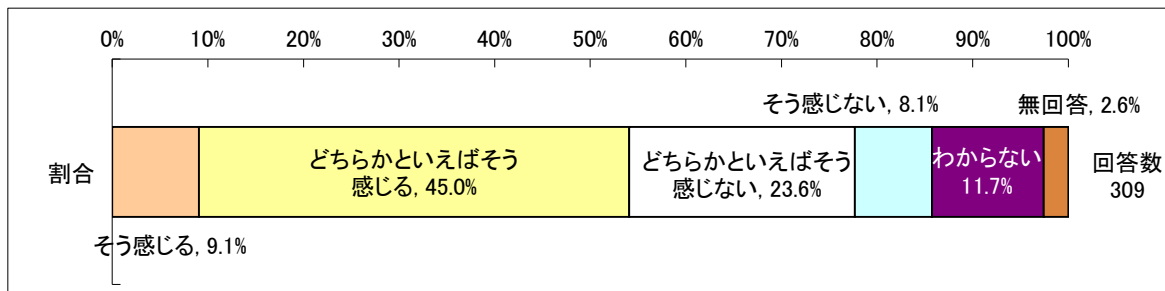 0% 10% 20% 30% 40% 50% 60% 70% 80% 90% 100%
そう感じない, 8.1%
無回答, 2.6%
割合
どちらかといえばそう
感じる, 45.0%
どちらかといえばそう
感じない, 23.6%
わからない
11.7%
回答数
309
そう感じる, 9.1%